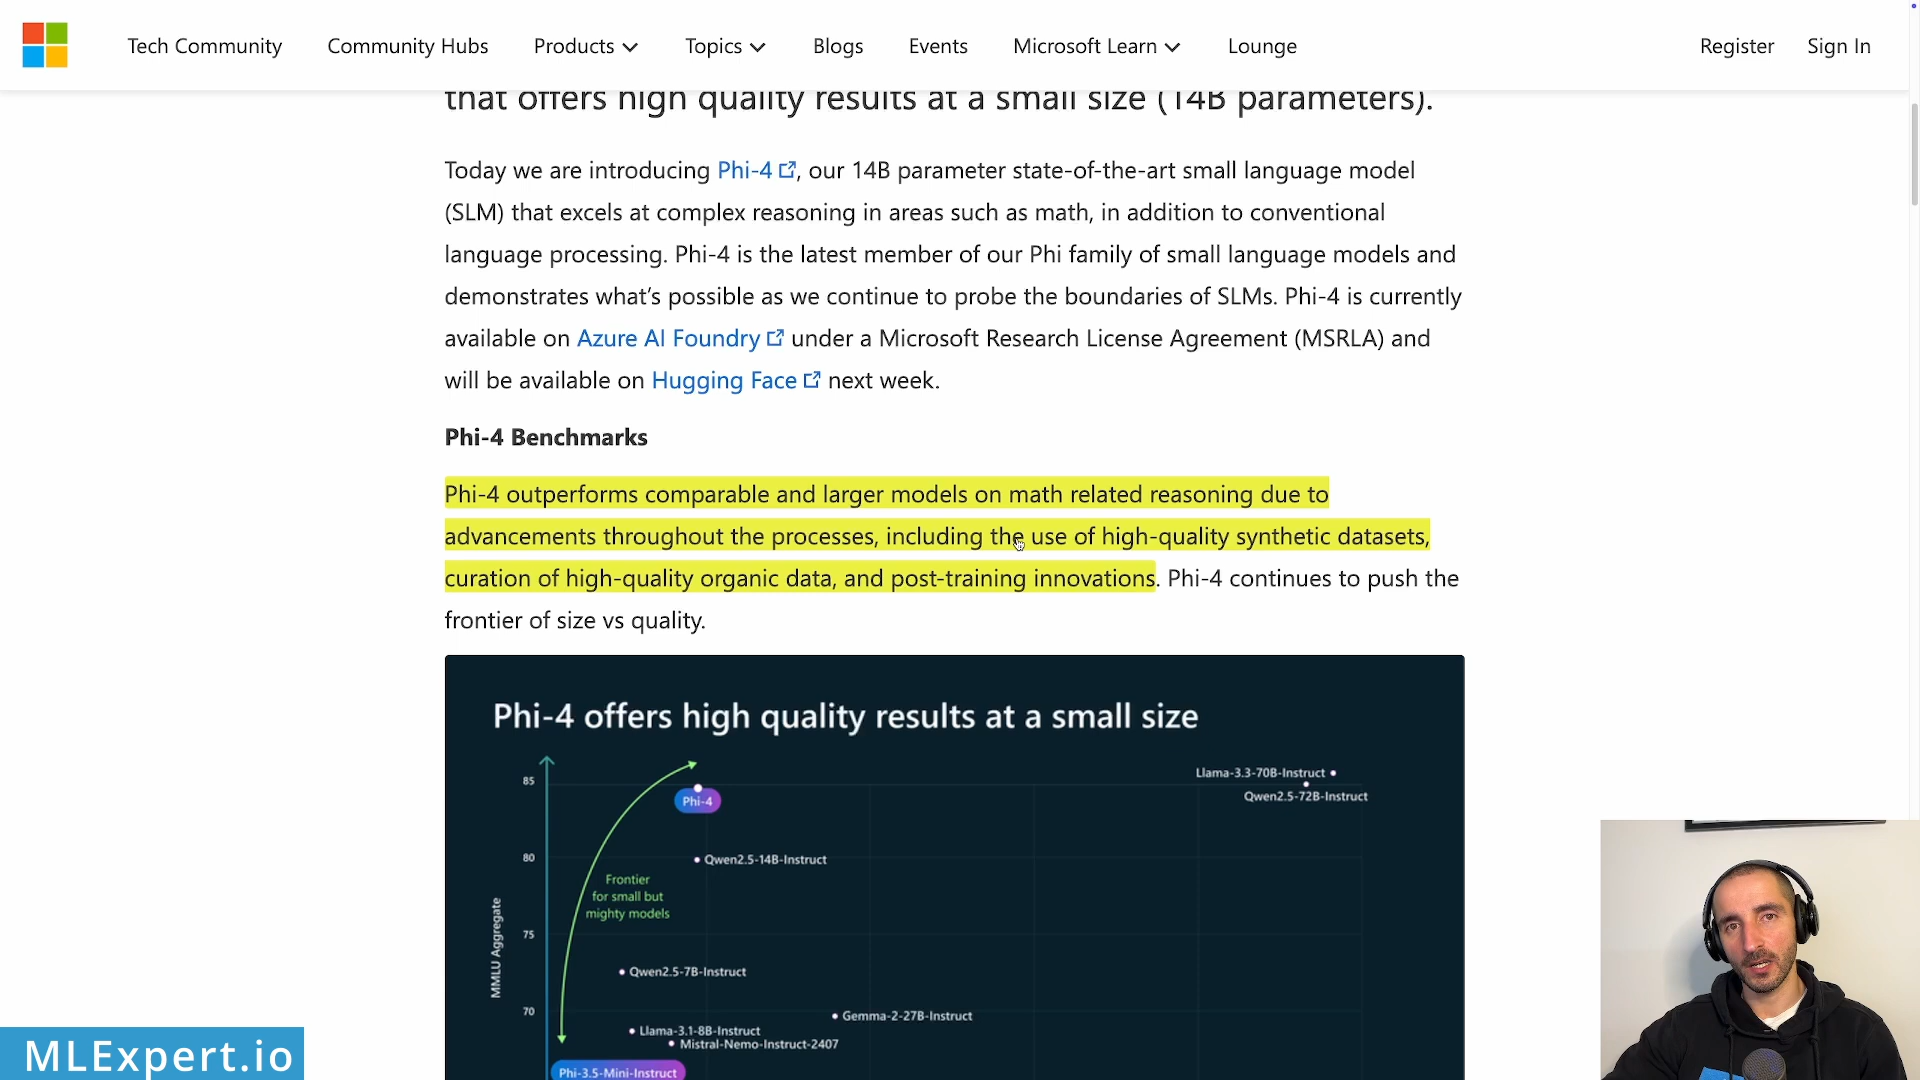 Tech Community Community Hubs Products Topics Blogs Events Microsoft Learn Lounge Register Sign In
that offers high quality results at a small size (14B parameters).
Today we are introducing Phi-4, our 14B parameter state-of-the-art small language model
(SLM) that excels at complex reasoning in areas such as math, in addition to conventional
language processing. Phi-4 is the latest member of our Phi family of small language models and
demonstrates what's possible as we continue to probe the boundaries of SLMs. Phi-4 is currently
available on Azure AI Foundry under a Microsoft Research License Agreement (MSRLA) and
will be available on Hugging Face next week.
Phi-4 Benchmarks
Phi-4 outperforms comparable and larger models on math related reasoning due to
advancements throughout the processes, including the use of high-quality synthetic datasets,
curation of high-quality organic data, and post-training innovations. Phi-4 continues to push the
frontier of size vs quality.
Phi-4 offers high quality results at a small size
Llama-3.3-70B-Instruct
85
Phi-4
Qwen2.5-72B-Instruct
80
Qwen2.5-14B-Instruct
Frontier
for small but
mighty models
MMLU Aggregate
75
Qwen2.5-7B-Instruct
70
Gemma-2-27B-Instruct
Llama-3.1-8B-Instruct
Mistral-Nemo-Instruct-2407
Phi-3.5-Mini-Instruct
MLExpert.io